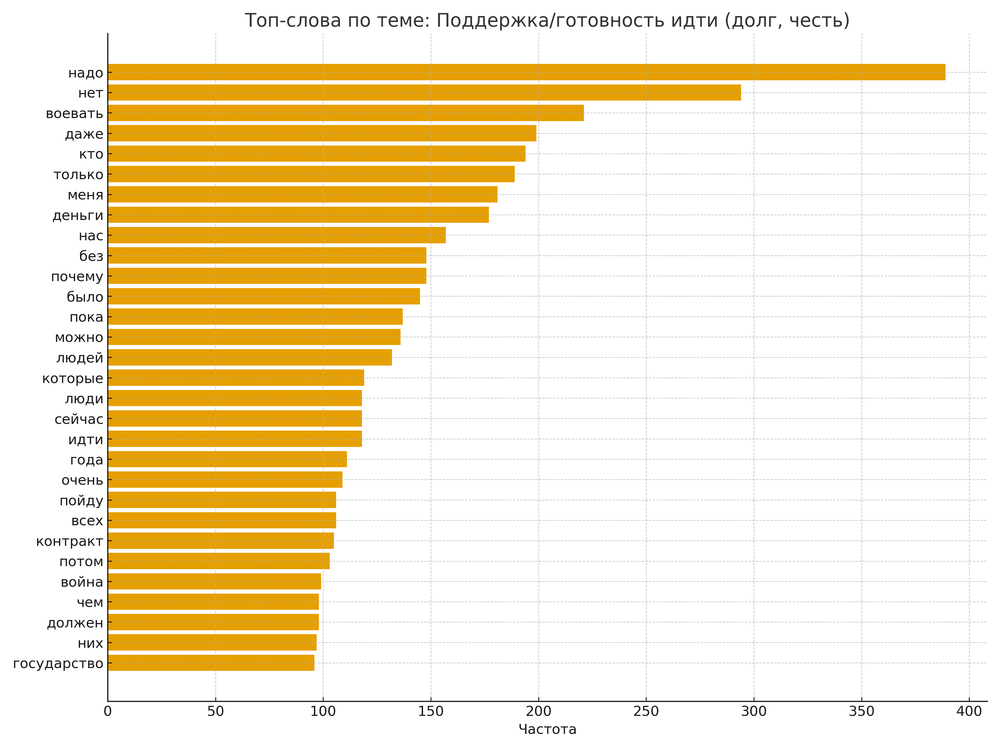 Топ-слова по теме: Поддержка/готовность идти (долг, честь)
надо
нет
воевать
даже
кто
только
меня
деньги
нас
без
почему
было
пока
можно
людей
которые
люди
сейчас
идти
года
очень
пойду
всех
контракт
потом
война
чем
должен
них
государство
0 50 100 150 200 250 300 350 400
Частота